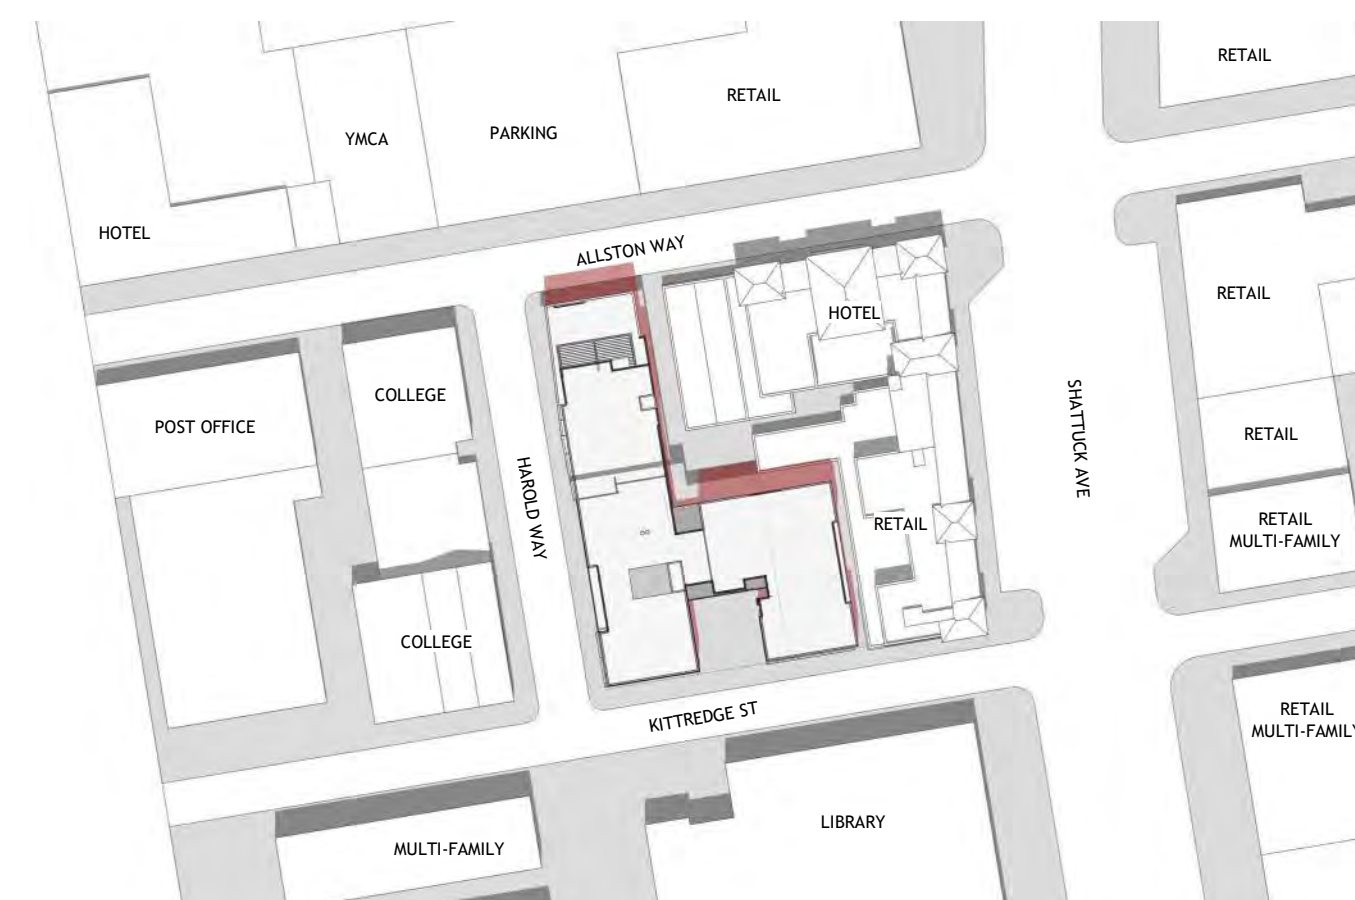 RETAIL
RETAIL
PARKING
YMCA
HOTEL
ALLSTON WAY
RETAIL
HOTEL
COLLEGE
POST OFFICE
SHATTUCK AVE
RETAIL
HAROLD WAY
RETAIL
RETAIL
MULTI-FAMILY
COLLEGE
KITTREDGE ST
RETAIL
MULTI-FAMILY
LIBRARY
MULTI-FAMILY